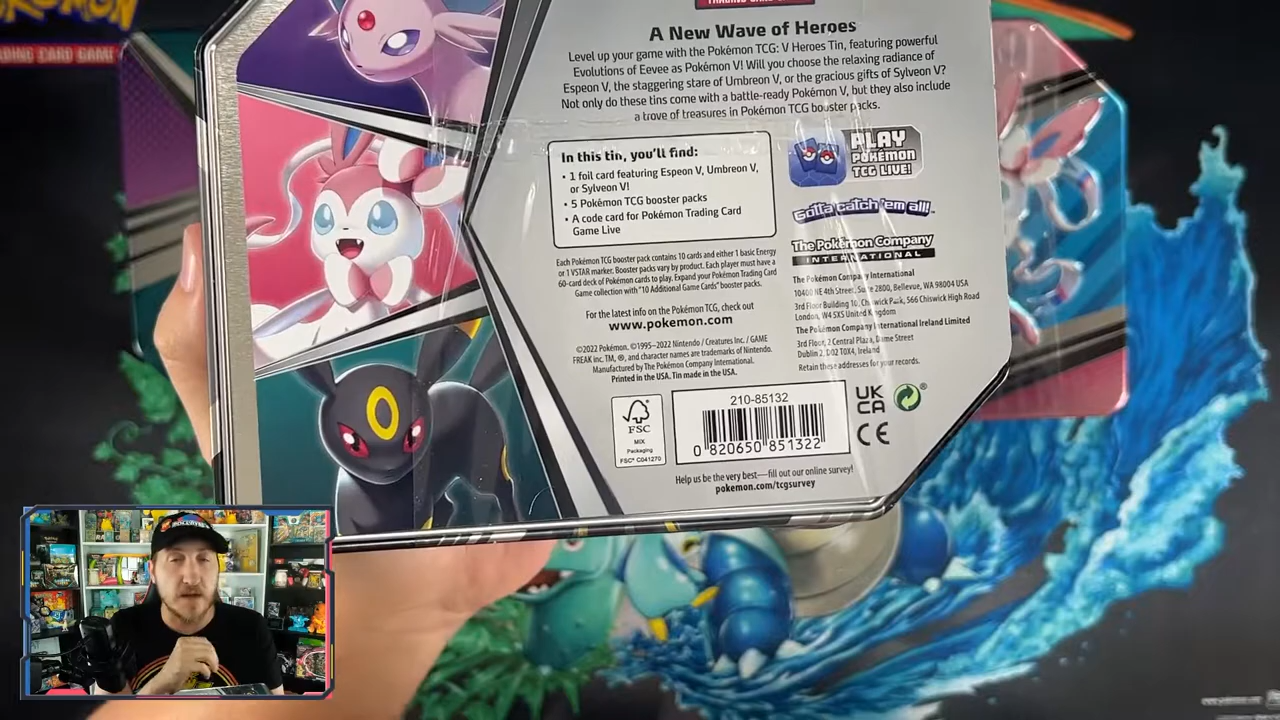 POKÉMON
TRADING CARD GAME
A New Wave of Heroes
Level up your game with the Pokémon TCG: V Heroes Tin, featuring powerful
Evolutions of Eevee as Pokémon V! Will you choose the relaxing radiance of
Espeon V, the staggering stare of Umbreon V, or the gracious gifts of Sylveon V?
Not only do these tins come with a battle-ready Pokémon V, but they also include
a trove of treasures in Pokémon TCG booster packs.
In this tin, you'll find:
• 1 foil card featuring Espeon V, Umbreon V,
or Sylveon V!
• 5 Pokémon TCG booster packs
• A code card for Pokémon Trading Card
Game Live
PLAY
POKÉMON
TCG LIVE!
Gotta catch 'em all!™
The Pokémon Company
INTERNATIONAL
Each Pokémon TCG booster pack contains 10 cards and either 1 basic Energy
or 1 VSTAR marker. Booster packs vary by product. Each player must have a
60-card deck of Pokémon cards to play. Expand your Pokémon Trading Card
Game collection with "10 Additional Game Cards" booster packs.
For the latest info on the Pokémon TCG, check out
www.pokemon.com
©2022 Pokémon. ©1995–2022 Nintendo / Creatures Inc. / GAME
FREAK inc. TM, ®, and character names are trademarks of Nintendo.
Manufactured by The Pokémon Company International.
Printed in the USA. Tin made in the USA.
The Pokémon Company International
10400 NE 4th Street, Suite 2800, Bellevue, WA 98004 USA
3rd Floor Building 10, Chiswick Park, 566 Chiswick High Road
London, W4 5XS United Kingdom
The Pokémon Company International Ireland Limited
3rd Floor, 2 Central Plaza, Dame Street
Dublin 2, D02 T0X4, Ireland
Retain these addresses for your records.
FSC
MIX
Packaging
FSC® C041270
210-85132
0 820650 851322
UK
CA
CE
®
Help us be the very best—fill out our online survey!
pokemon.com/tcgsurvey